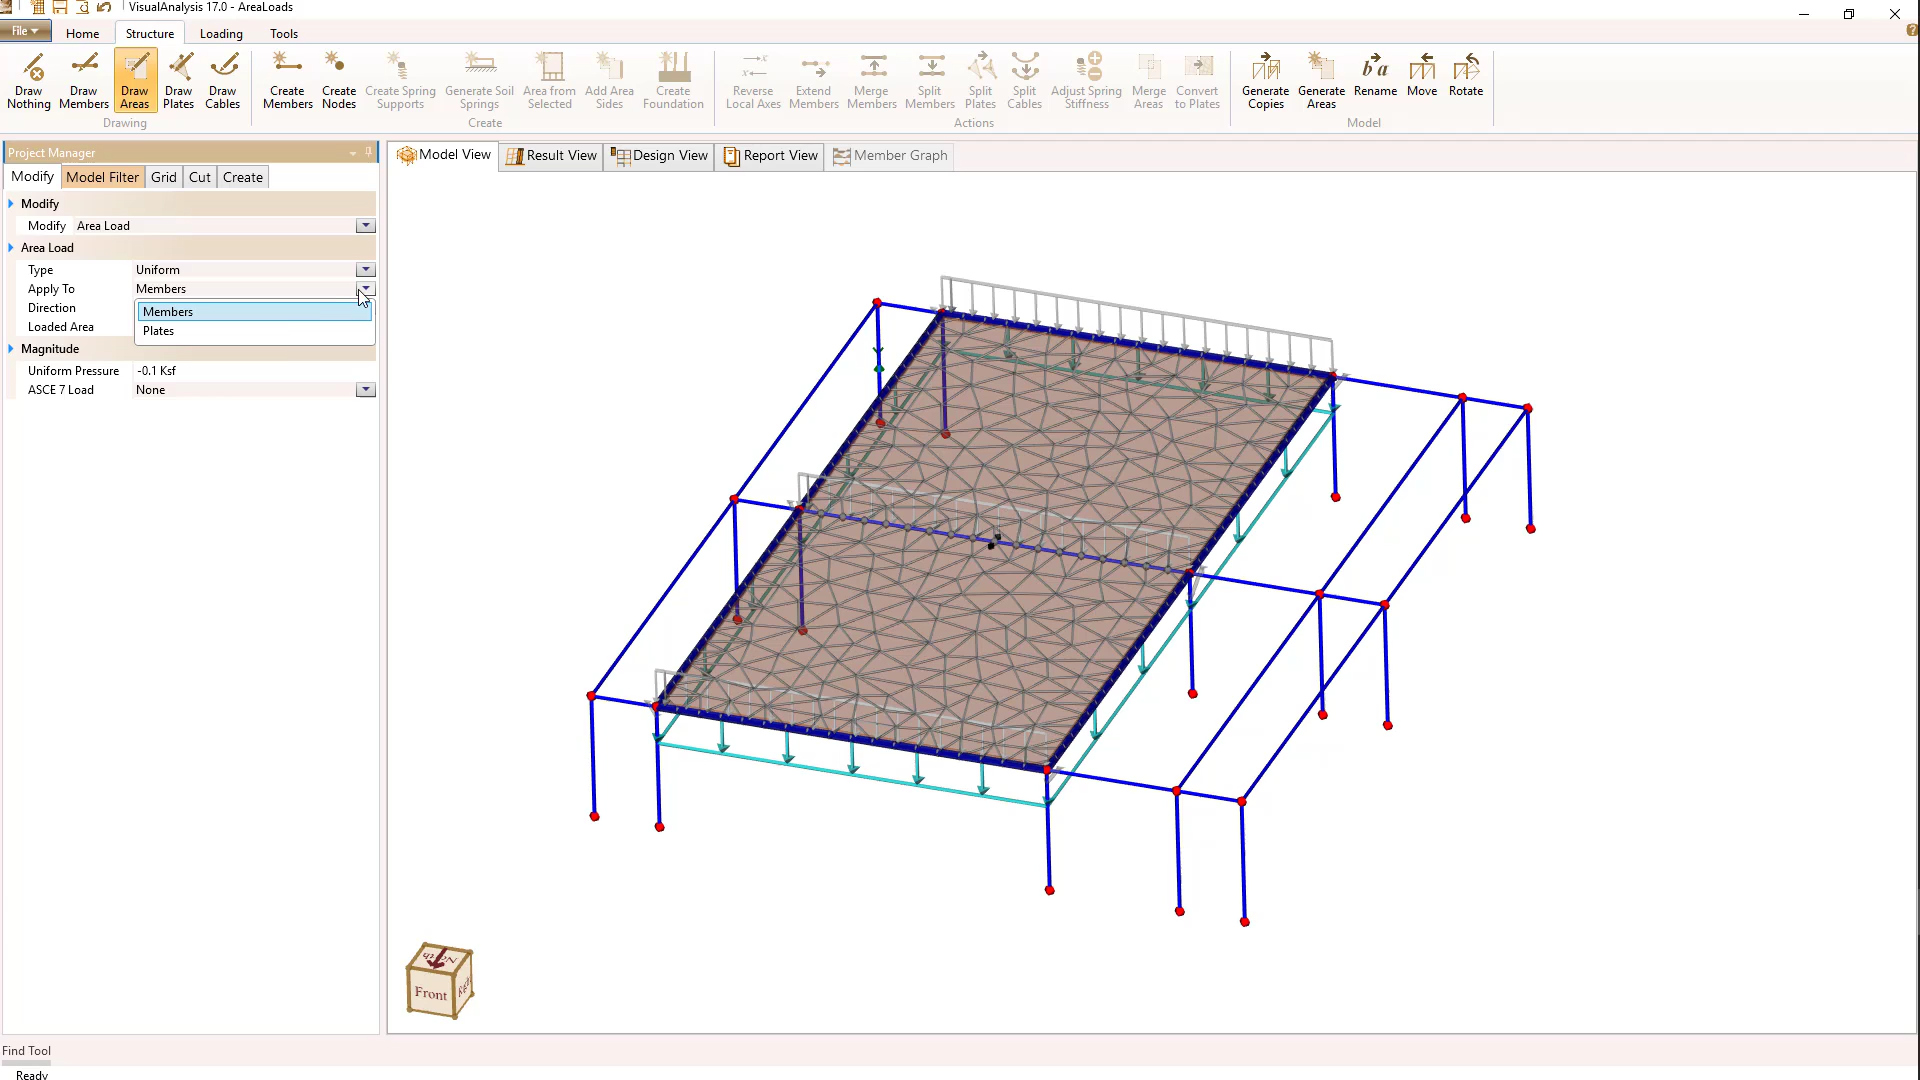 VisualAnalysis 17.0 - AreaLoads
File
Home
Structure
Loading
Tools
Draw Nothing
Draw Members
Draw Areas
Draw Plates
Draw Cables
Drawing
Create Members
Create Nodes
Create Spring Supports
Generate Soil Springs
Area from Selected
Add Area Sides
Create Foundation
Create
Reverse Local Axes
Extend Members
Merge Members
Split Members
Split Plates
Split Cables
Adjust Spring Stiffness
Merge Areas
Convert to Plates
Actions
Generate Copies
Generate Areas
Rename
Move
Rotate
Model
Project Manager
Modify
Model Filter
Grid
Cut
Create
Modify
Modify Area Load
Area Load
Type Uniform
Apply To Members
Direction
Members
Loaded Area
Plates
Magnitude
Uniform Pressure -0.1 Ksf
ASCE 7 Load None
Model View
Result View
Design View
Report View
Member Graph
North
Front
Find Tool
Ready